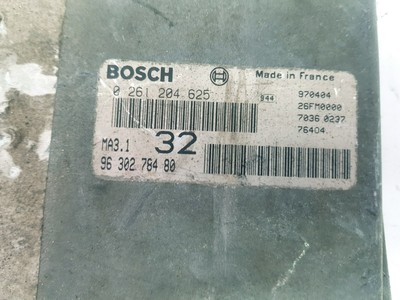 BOSCH Made in France
0 261 204 625 944 970404
26FM0000
7036 0237
76404.
MA3.1 32
96 302 784 80